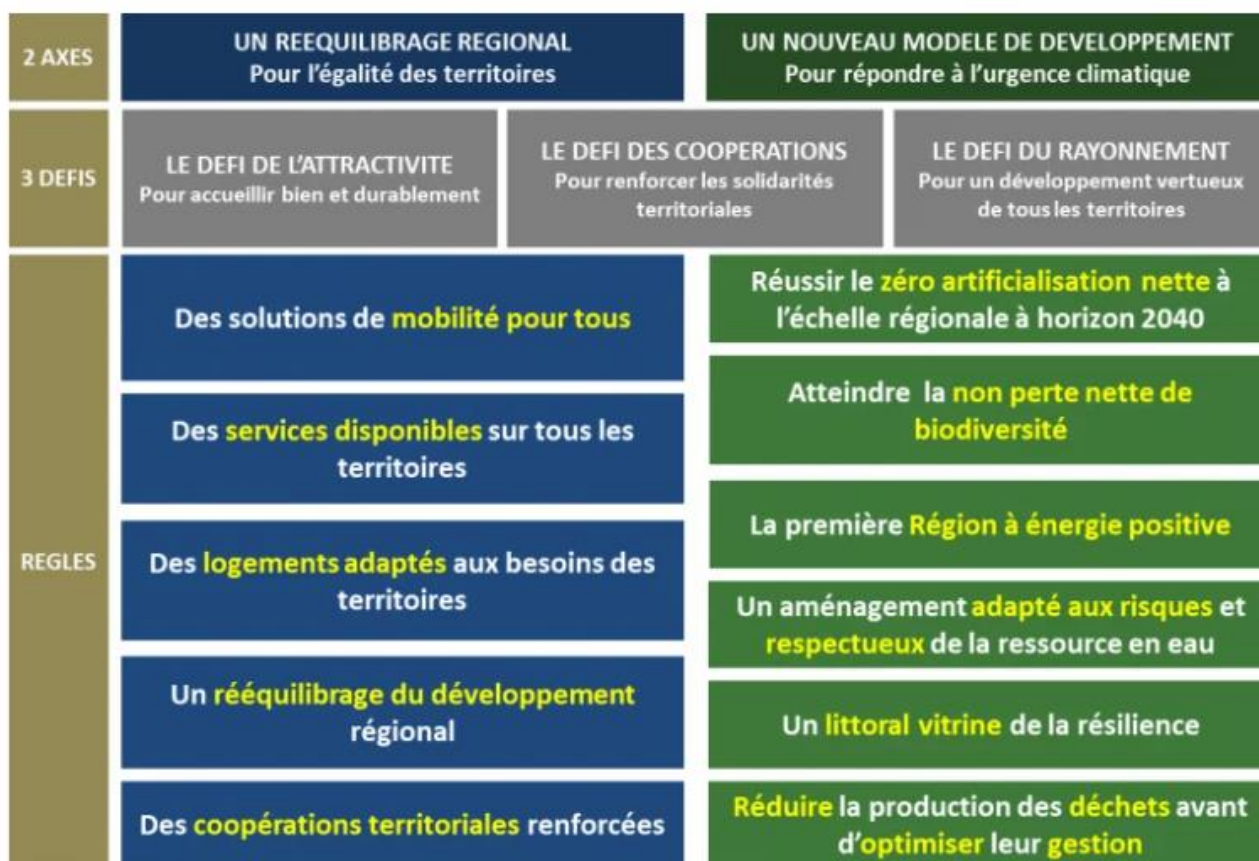 2 AXES
UN REEQUILIBRAGE REGIONAL
Pour l'égalité des territoires
UN NOUVEAU MODELE DE DEVELOPPEMENT
Pour répondre à l'urgence climatique
3 DEFIS
LE DEFI DE L'ATTRACTIVITE
Pour accueillir bien et durablement
LE DEFI DES COOPERATIONS
Pour renforcer les solidarités
territoriales
LE DEFI DU RAYONNEMENT
Pour un développement vertueux
de tous les territoires
REGLES
Des solutions de mobilité pour tous
Des services disponibles sur tous les
territoires
Des logements adaptés aux besoins des
territoires
Un rééquilibrage du développement
régional
Des coopérations territoriales renforcées
Réussir le zéro artificialisation nette à
l'échelle régionale à horizon 2040
Atteindre la non perte nette de
biodiversité
La première Région à énergie positive
Un aménagement adapté aux risques et
respectueux de la ressource en eau
Un littoral vitrine de la résilience
Réduire la production des déchets avant
d'optimiser leur gestion